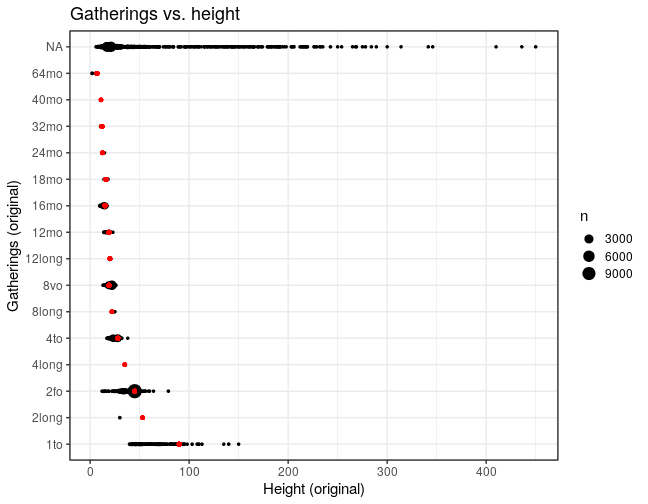 Gatherings vs. height
NA
64mo
40mo
32mo
24mo
18mo
16mo
12mo
12long
8vo
8long
4to
4long
2fo
2long
1to
Gatherings (original)
0 100 200 300 400
Height (original)
n
3000
6000
9000